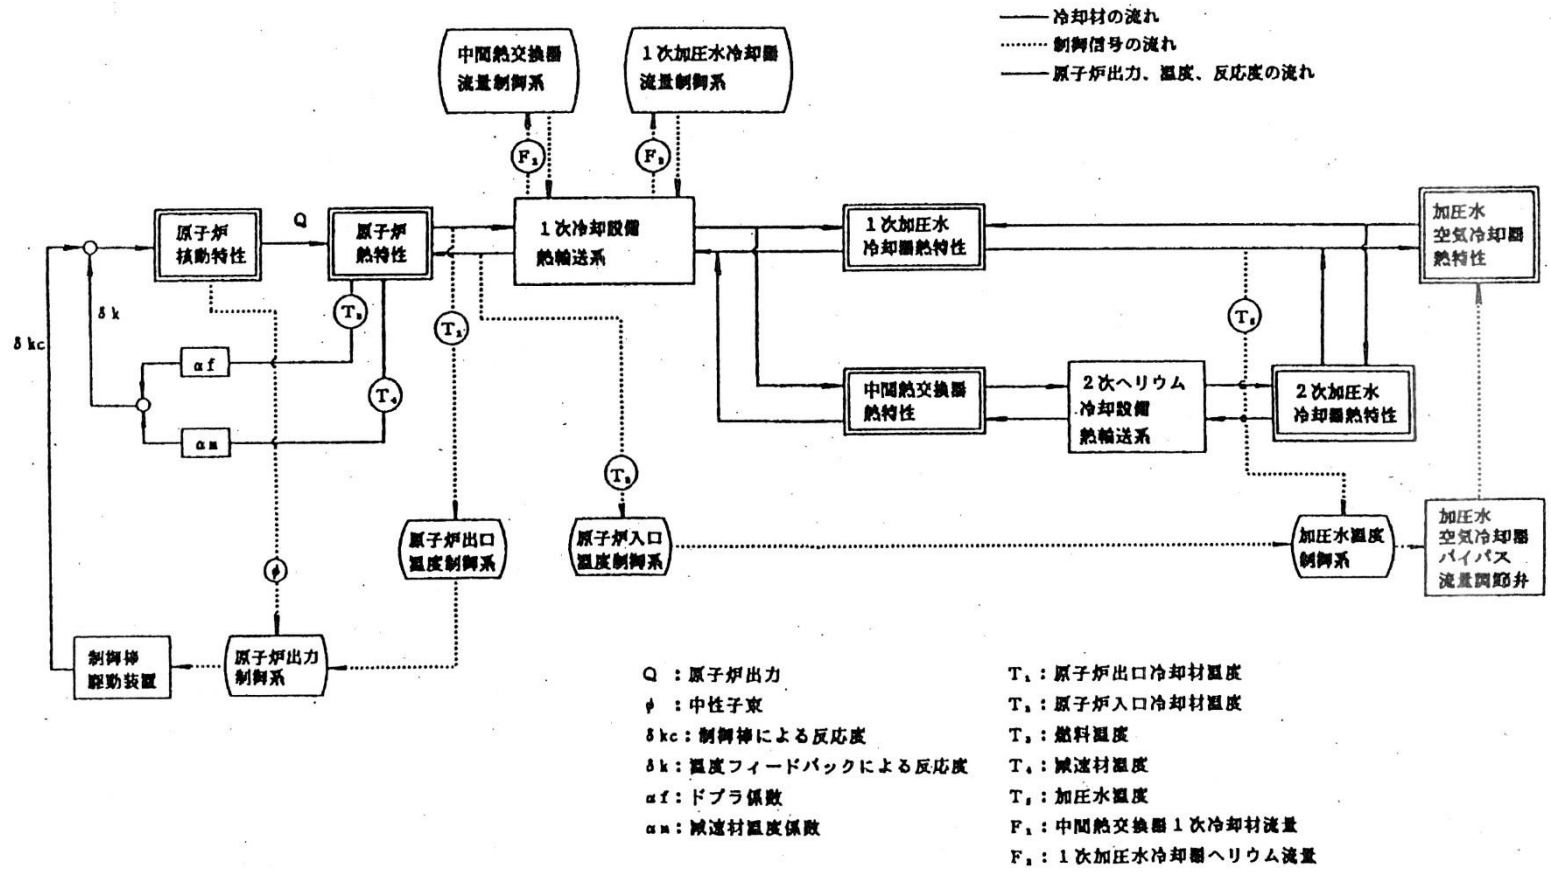 冷却材の流れ
制御信号の流れ
原子炉出力、温度、反応度の流れ
中間熱交換器
流量制御系
1次加圧水冷却器
流量制御系
F₁
F₂
Q
原子炉
核動特性
原子炉
熱特性
1次冷却設備
熱輸送系
1次加圧水
冷却器熱特性
加圧水
空気冷却器
熱特性
δk
δkc
T₃
T₁
T₅
αf
T₄
αm
中間熱交換器
熱特性
2次ヘリウム
冷却設備
熱輸送系
2次加圧水
冷却器熱特性
T₂
原子炉出口
温度制御系
原子炉入口
温度制御系
加圧水温度
制御系
加圧水
空気冷却器
バイパス
流量調節弁
φ
制御棒
駆動装置
原子炉出力
制御系
Q:原子炉出力
φ:中性子束
δkc:制御棒による反応度
δk:温度フィードバックによる反応度
αf:ドプラ係数
αm:減速材温度係数
T₁:原子炉出口冷却材温度
T₂:原子炉入口冷却材温度
T₃:燃料温度
T₄:減速材温度
T₅:加圧水温度
F₁:中間熱交換器1次冷却材流量
F₂:1次加圧水冷却器ヘリウム流量